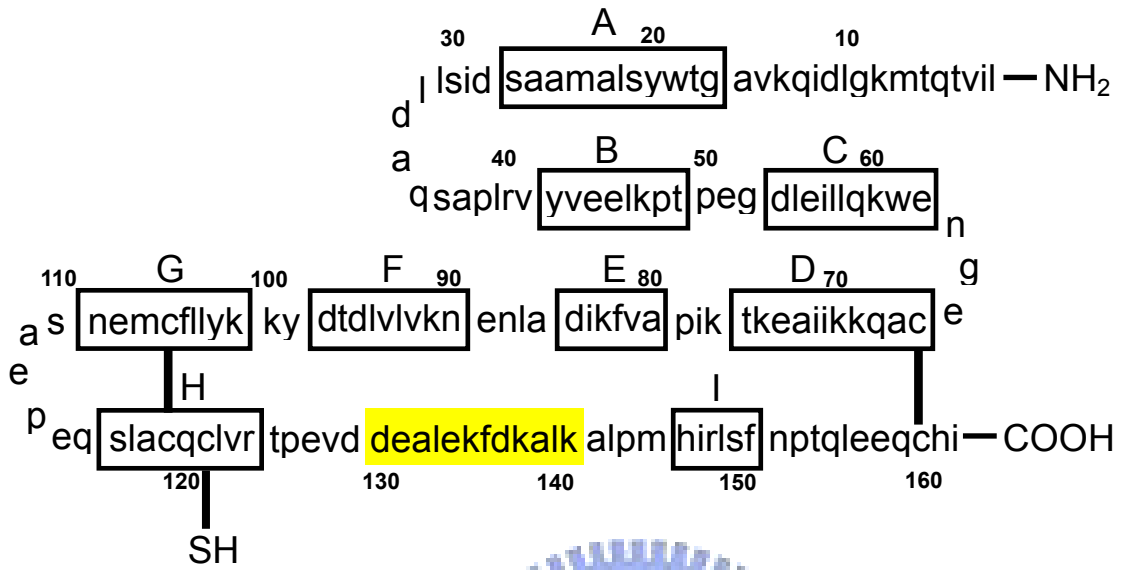 A
30 20 10
lsid saamalsywtg avkqidlgkmtqtvil NH₂
l
d
a
40 B 50 C 60
q saplrv yveelkpt peg dleillqkwe
n
g
e
110 G 100 F 90 E 80 D 70
s nemcfllyk ky dtdlvlvkn enla dikfva pik tkeaiikkqac
a
e
p
H I
eq slacqclvr tpevd dealekfdkalk alpm hirlsf nptqleeqchi COOH
120 130 140 150 160
SH